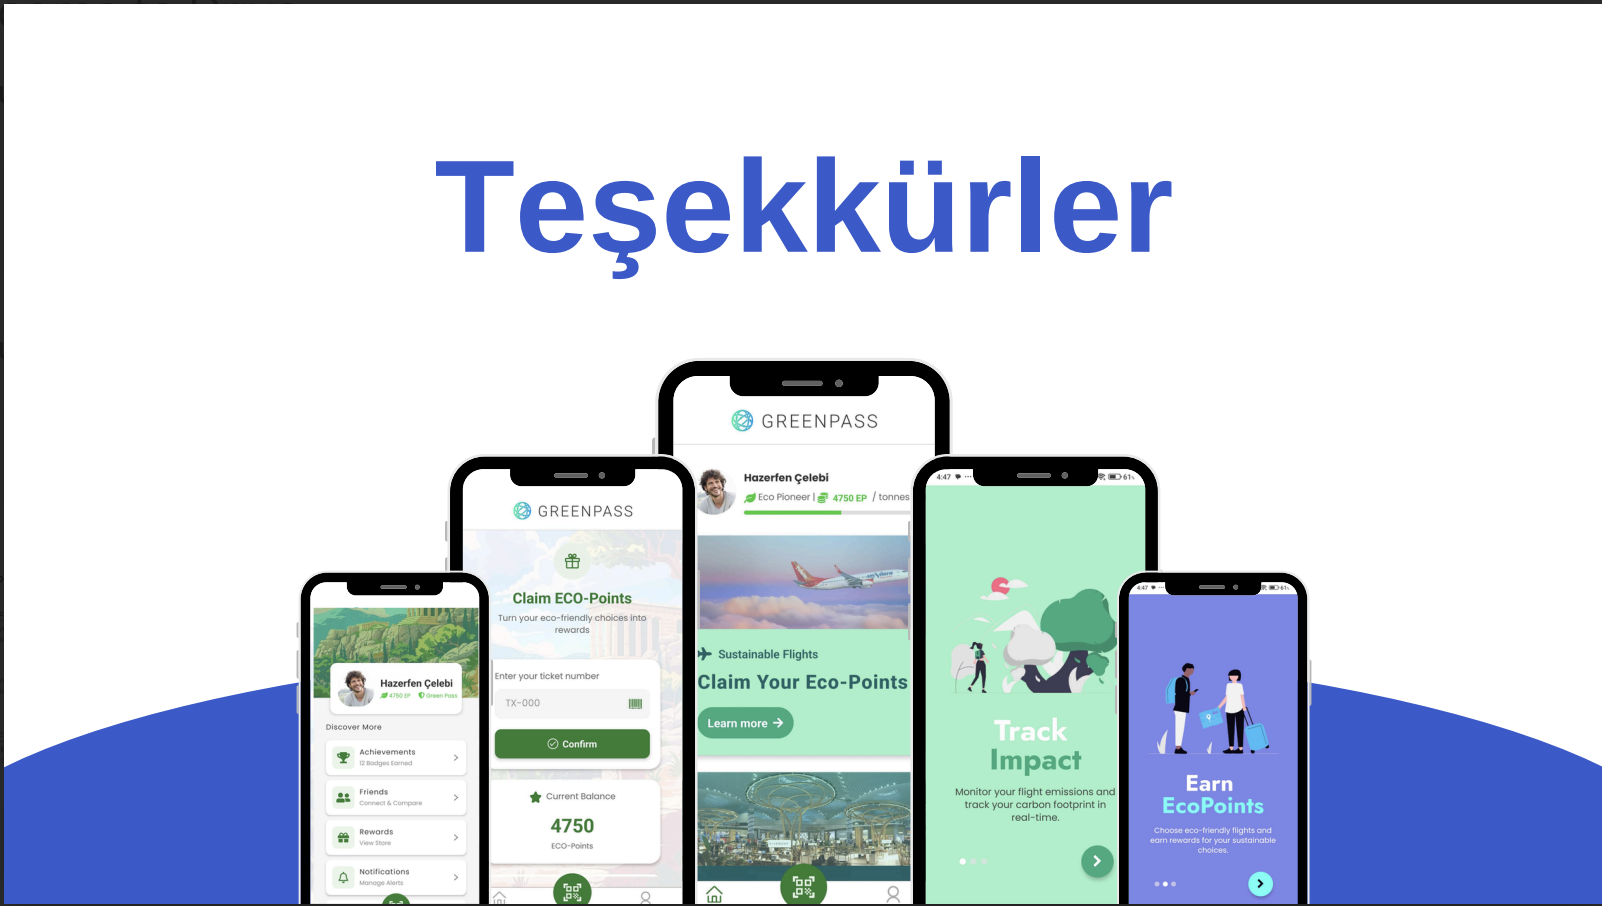 Teşekkürler
GREENPASS
Hazerfen Çelebi
Eco Pioneer | 4750 EP / tonnes
Sustainable Flights
Claim Your Eco-Points
Learn more
GREENPASS
Claim ECO-Points
Turn your eco-friendly choices into
rewards
Enter your ticket number
TX-000
Confirm
Current Balance
4750
ECO-Points
Hazerfen Çelebi
4750 EP Green Pass
Discover More
Achievements
12 Badges Earned
Friends
Connect & Compare
Rewards
View Store
Notifications
Manage Alerts
4:47
61
Track
Impact
Monitor your flight emissions and
track your carbon footprint in
real-time.
4:47
61
Earn
EcoPoints
Choose eco-friendly flights and
earn rewards for your sustainable
choices.